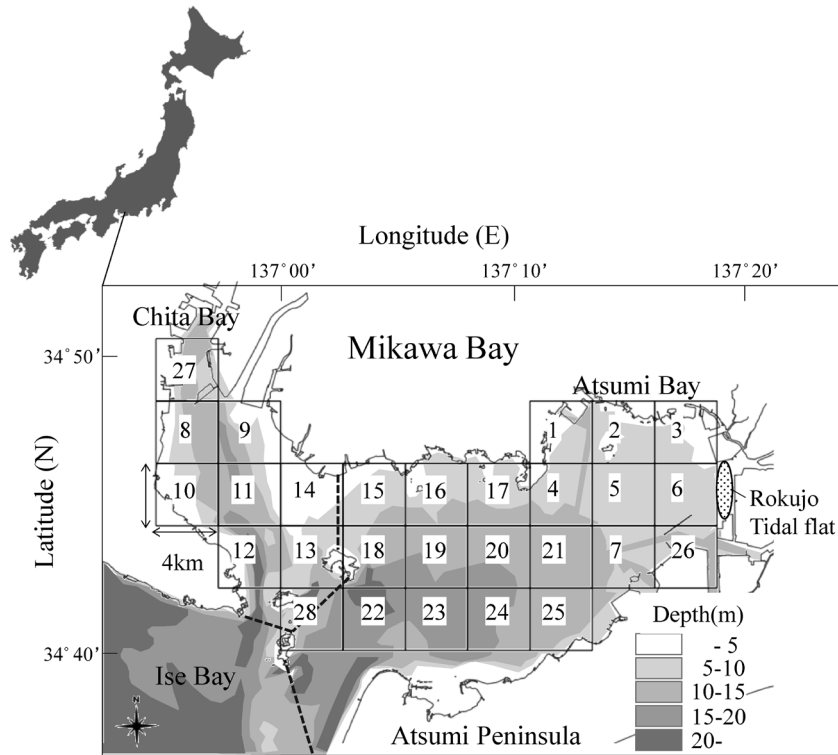 Longitude (E)
137˚00′ 137˚10′ 137˚20′
Chita Bay
34˚50′
Mikawa Bay
27
Atsumi Bay
8 9 1 2 3
10 11 14 15 16 17 4 5 6
Rokujo
Tidal flat
4km
12 13 18 19 20 21 7 26
28 22 23 24 25
Latitude (N)
34˚40′
Ise Bay
N
Atsumi Peninsula
Depth(m)
- 5
5-10
10-15
15-20
20-